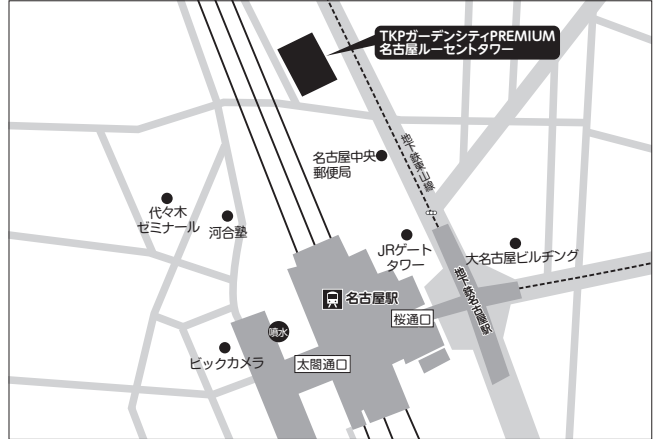 TKPガーデンシティPREMIUM
名古屋ルーセントタワー
地下鉄東山線
名古屋中央
郵便局
代々木
ゼミナール
河合塾
JRゲート
タワー
大名古屋ビルヂング
名古屋駅
地下鉄名古屋駅
桜通口
噴水
ビックカメラ
太閤通口